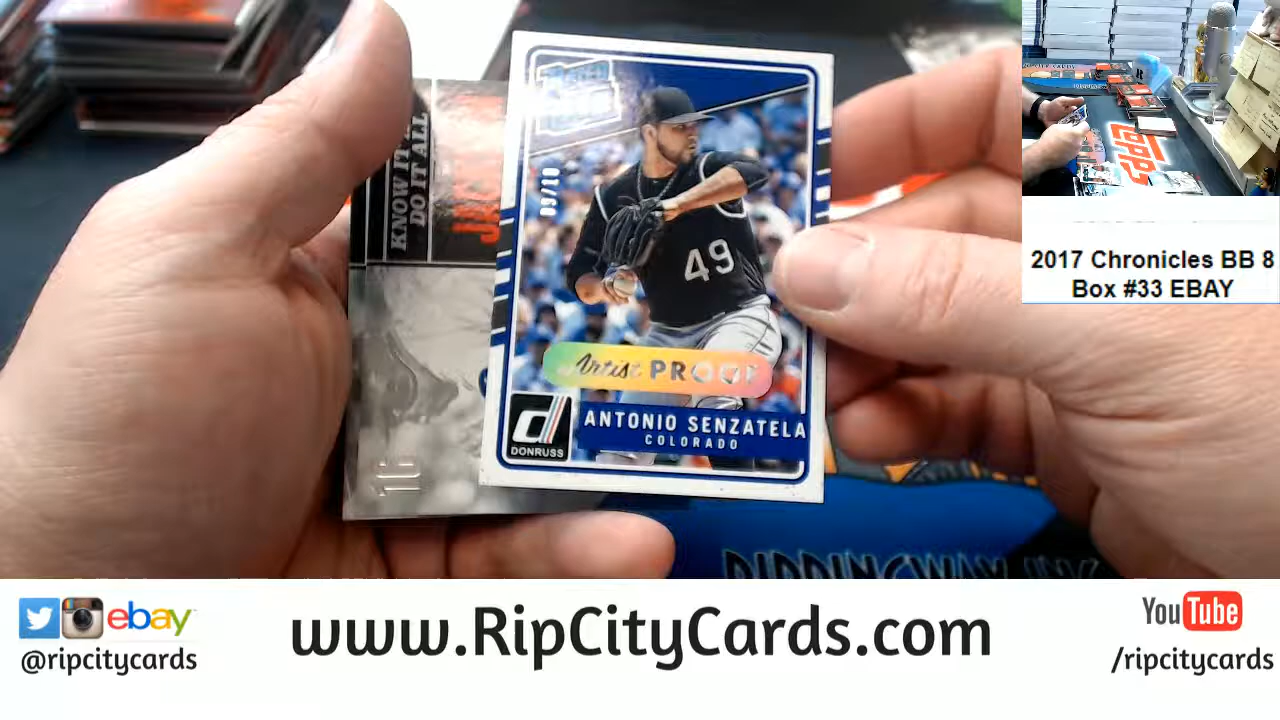 KNOW IT.
DO IT ALL
RATED
ROOKIE
09/10
49
Artist PROOF
ANTONIO SENZATELA
COLORADO
d
DONRUSS
16
2017 Chronicles BB 8
Box #33 EBAY
ebay
@ripcitycards
www.RipCityCards.com
YouTube
/ripcitycards